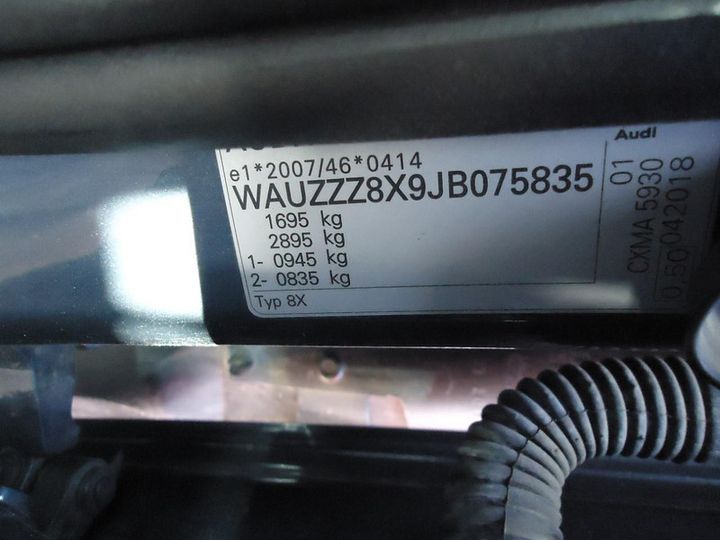 e1*2007/46*0414
WAUZZZ8X9JB075835
1695 kg
2895 kg
1- 0945 kg
2- 0835 kg
Typ 8X
Audi
01
CXMA 5930
0,50 042018